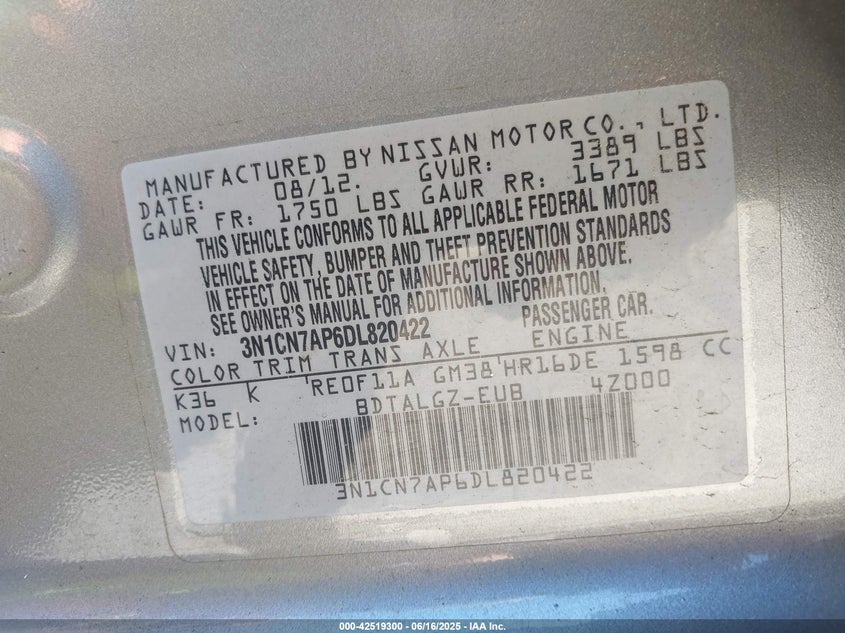 MANUFACTURED BY NISSAN MOTOR CO., LTD.
DATE: 08/12. GVWR: 3389 LBS
GAWR FR: 1750 LBS GAWR RR: 1671 LBS
THIS VEHICLE CONFORMS TO ALL APPLICABLE FEDERAL MOTOR
VEHICLE SAFETY, BUMPER AND THEFT PREVENTION STANDARDS
IN EFFECT ON THE DATE OF MANUFACTURE SHOWN ABOVE.
SEE OWNER'S MANUAL FOR ADDITIONAL INFORMATION.
VIN: 3N1CN7AP6DL820422 PASSENGER CAR.
COLOR TRIM TRANS AXLE ENGINE
K36 K RE0F11A GM38 HR16DE 1598 CC
MODEL: BDTALGZ-EUB 4Z000
3N1CN7AP6DL820422
000-42519300 - 06/16/2025 - IAA Inc.